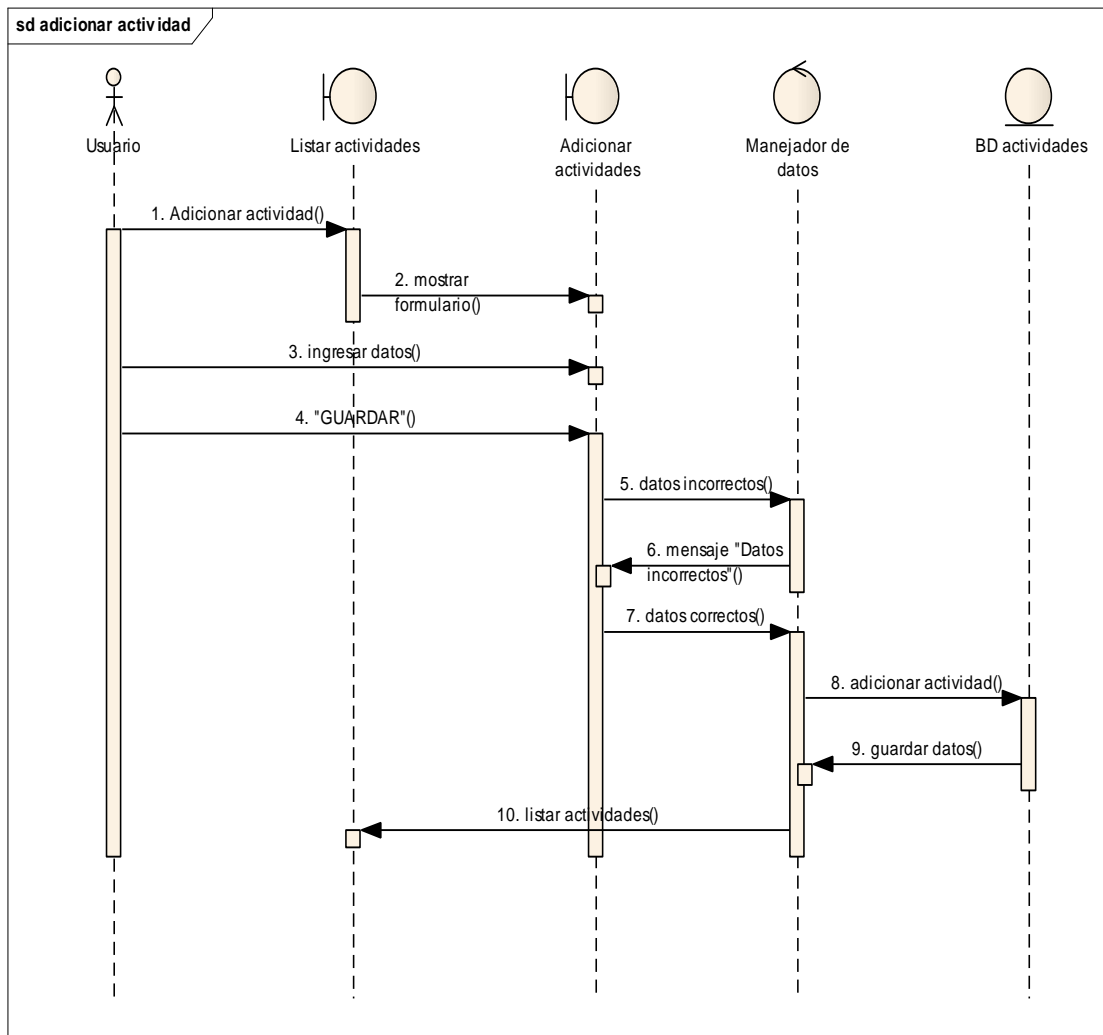 sd adicionar actividad
Usuario
Listar actividades
Adicionar
actividades
Manejador de
datos
BD actividades
1. Adicionar actividad()
2. mostrar
formulario()
3. ingresar datos()
4. "GUARDAR"()
5. datos incorrectos()
6. mensaje "Datos
incorrectos"()
7. datos correctos()
8. adicionar actividad()
9. guardar datos()
10. listar actividades()